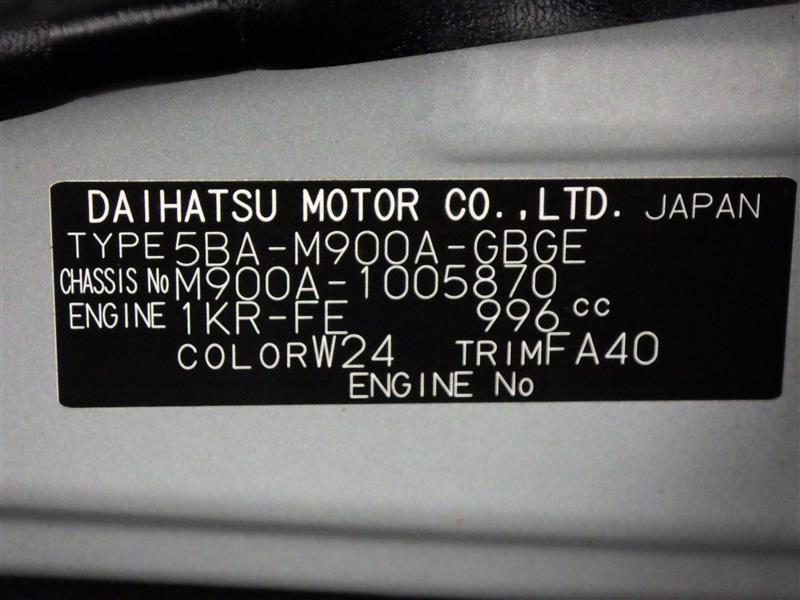 DAIHATSU MOTOR CO.,LTD. JAPAN
TYPE 5BA-M900A-GBGE
CHASSIS No M900A-1005870
ENGINE 1KR-FE 996 cc
COLOR W24 TRIM FA40
ENGINE No